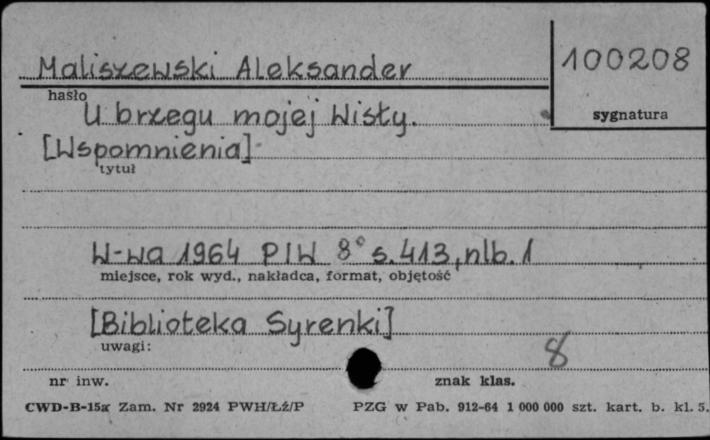 Maliszewski Aleksander
100208
hasło
sygnatura
U brzegu mojej Wisły.
[Wspomnienia]
tytuł
W-wa 1964 PIW 8° s. 413, nlb. 1
miejsce, rok wyd., nakładca, format, objętość
[Biblioteka Syrenki]
uwagi:
8
nr inw.
znak klas.
CWD-B-15a Zam. Nr 2924 PWH/Łź/P PZG w Pab. 912-64 1 000 000 szt. kart. b. kl. 5.